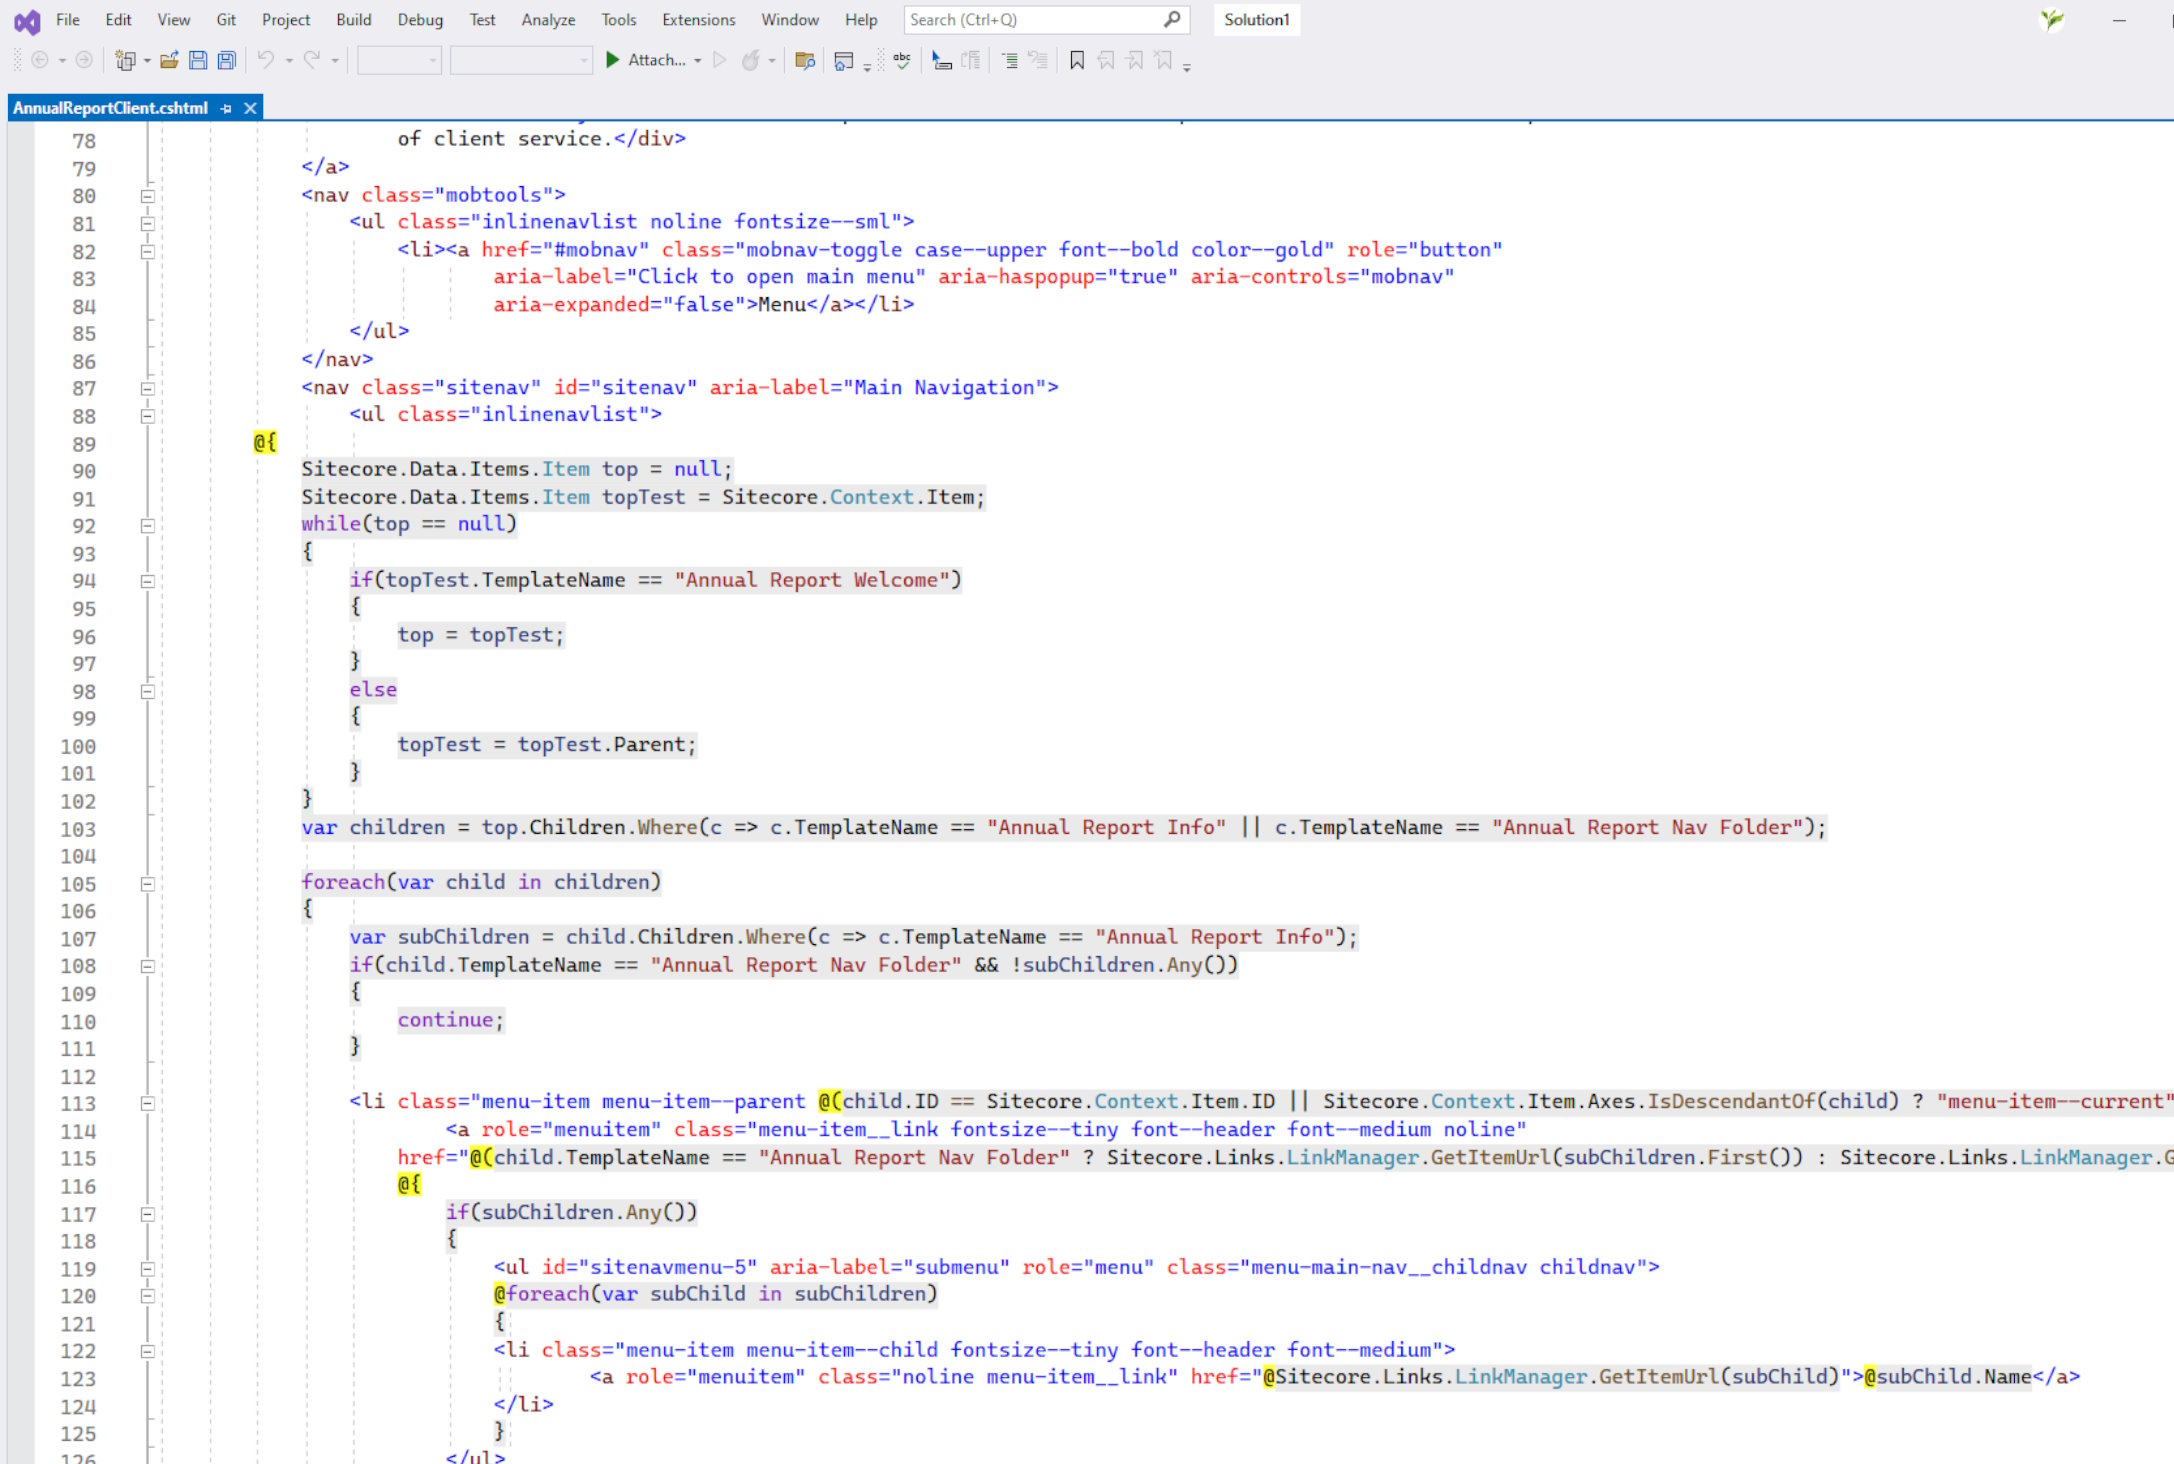 File Edit View Git Project Build Debug Test Analyze Tools Extensions Window Help Search (Ctrl+Q) Solution1
Attach...
AnnualReportClient.cshtml
78 of client service.</div>
79 </a>
80 <nav class="mobtools">
81 <ul class="inlinenavlist noline fontsize--sml">
82 <li><a href="#mobnav" class="mobnav-toggle case--upper font--bold color--gold" role="button"
83 aria-label="Click to open main menu" aria-haspopup="true" aria-controls="mobnav"
84 aria-expanded="false">Menu</a></li>
85 </ul>
86 </nav>
87 <nav class="sitenav" id="sitenav" aria-label="Main Navigation">
88 <ul class="inlinenavlist">
89 @{
90 Sitecore.Data.Items.Item top = null;
91 Sitecore.Data.Items.Item topTest = Sitecore.Context.Item;
92 while(top == null)
93 {
94 if(topTest.TemplateName == "Annual Report Welcome")
95 {
96 top = topTest;
97 }
98 else
99 {
100 topTest = topTest.Parent;
101 }
102 }
103 var children = top.Children.Where(c => c.TemplateName == "Annual Report Info" || c.TemplateName == "Annual Report Nav Folder");
104
105 foreach(var child in children)
106 {
107 var subChildren = child.Children.Where(c => c.TemplateName == "Annual Report Info");
108 if(child.TemplateName == "Annual Report Nav Folder" && !subChildren.Any())
109 {
110 continue;
111 }
112
113 <li class="menu-item menu-item--parent @(child.ID == Sitecore.Context.Item.ID || Sitecore.Context.Item.Axes.IsDescendantOf(child) ? "menu-item--current"
114 <a role="menuitem" class="menu-item__link fontsize--tiny font--header font--medium noline"
115 href="@(child.TemplateName == "Annual Report Nav Folder" ? Sitecore.Links.LinkManager.GetItemUrl(subChildren.First()) : Sitecore.Links.LinkManager.G
116 @{
117 if(subChildren.Any())
118 {
119 <ul id="sitenavmenu-5" aria-label="submenu" role="menu" class="menu-main-nav__childnav childnav">
120 @foreach(var subChild in subChildren)
121 {
122 <li class="menu-item menu-item--child fontsize--tiny font--header font--medium">
123 <a role="menuitem" class="noline menu-item__link" href="@Sitecore.Links.LinkManager.GetItemUrl(subChild)">@subChild.Name</a>
124 </li>
125 }
126 </ul>